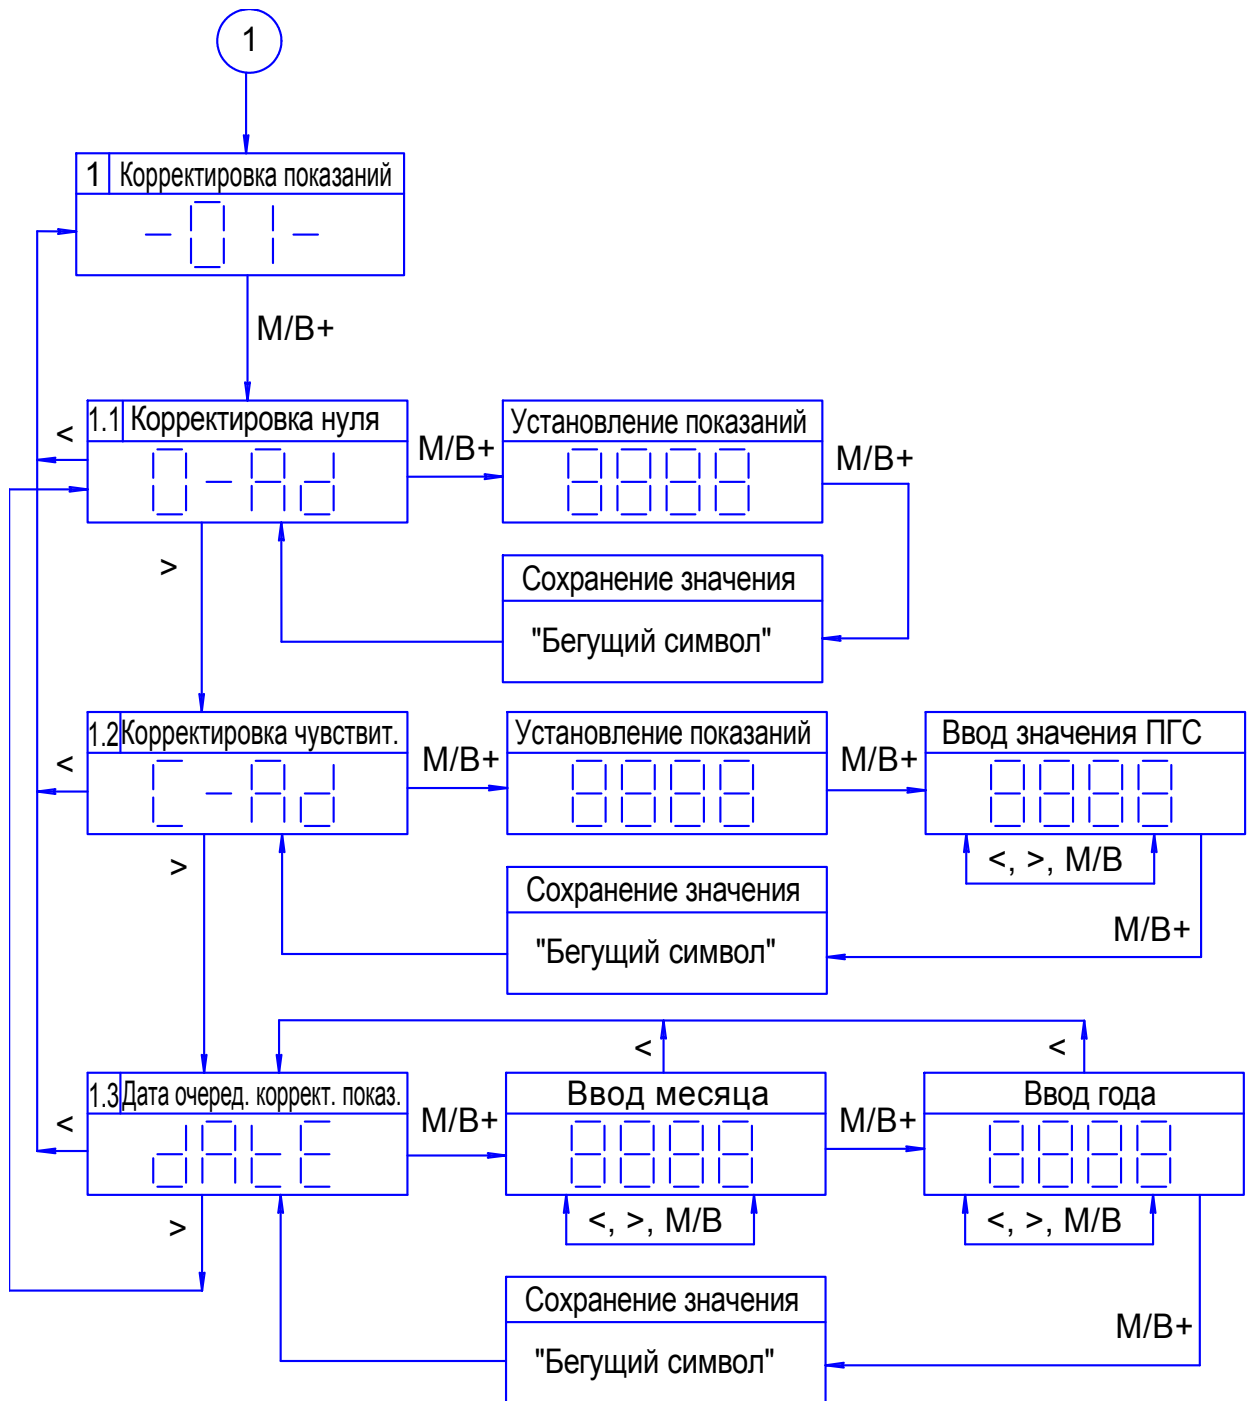 1
1 Корректировка показаний
-01-
М/В+
1.1 Корректировка нуля
0-Ad
<
М/В+
Установление показаний
8888
М/В+
>
Сохранение значения
"Бегущий символ"
1.2 Корректировка чувствит.
C-Ad
<
М/В+
Установление показаний
8888
М/В+
Ввод значения ПГС
8888
<, >, М/В
>
Сохранение значения
"Бегущий символ"
М/В+
<
<
1.3 Дата очеред. коррект. показ.
dAtE
<
М/В+
Ввод месяца
8888
<, >, М/В
М/В+
Ввод года
8888
<, >, М/В
>
Сохранение значения
"Бегущий символ"
М/В+